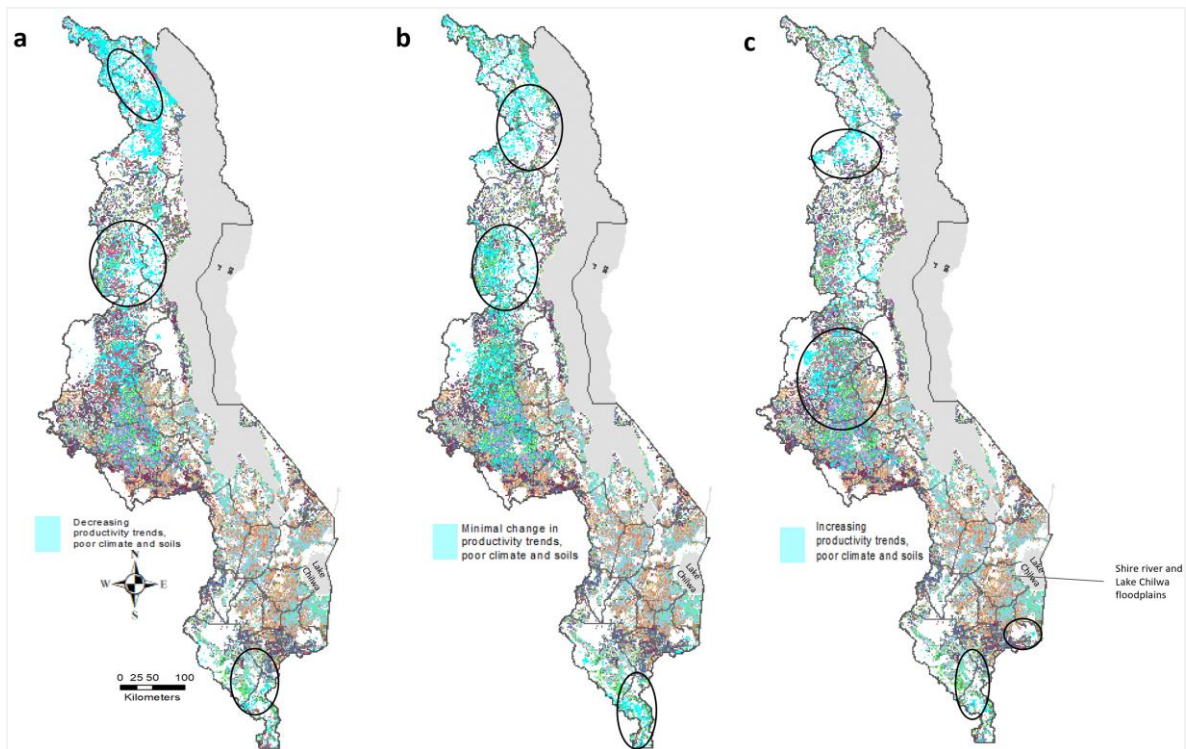 a
b
c
Decreasing
productivity trends,
poor climate and soils
N
W
E
S
0 25 50 100
Kilometers
Lake
Chilwa
Minimal change in
productivity trends,
poor climate and soils
Lake
Chilwa
Increasing
productivity trends,
poor climate and soils
Lake
Chilwa
Shire river and
Lake Chilwa
floodplains